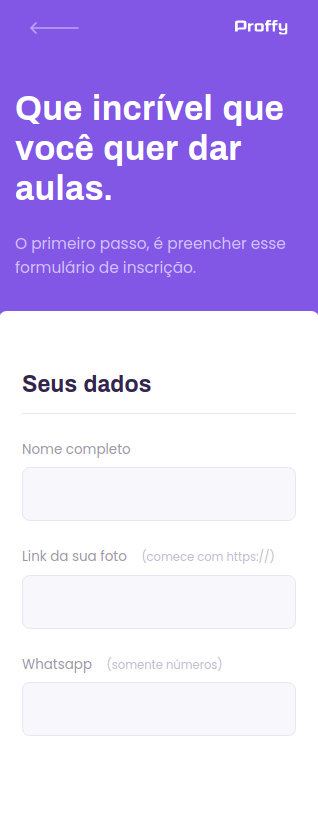 Proffy
Que incrível que
você quer dar
aulas.
O primeiro passo, é preencher esse
formulário de inscrição.
Seus dados
Nome completo
Link da sua foto (comece com https://)
Whatsapp (somente números)